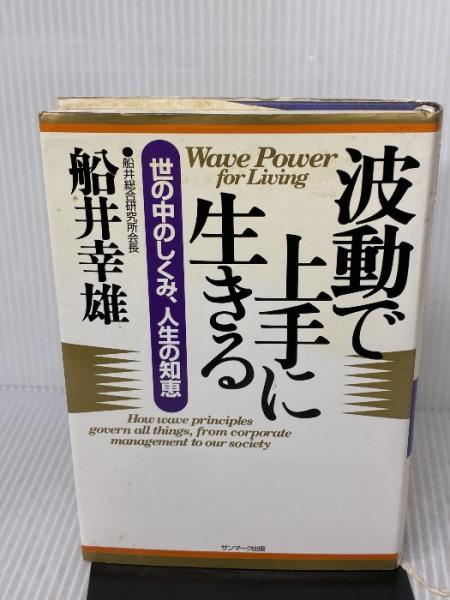 波動で
上手に
生きる
Wave Power
for Living
世の中のしくみ、人生の知恵
●船井総合研究所会長
船井幸雄
How wave principles
govern all things, from corporate
management to our society
サンマーク出版